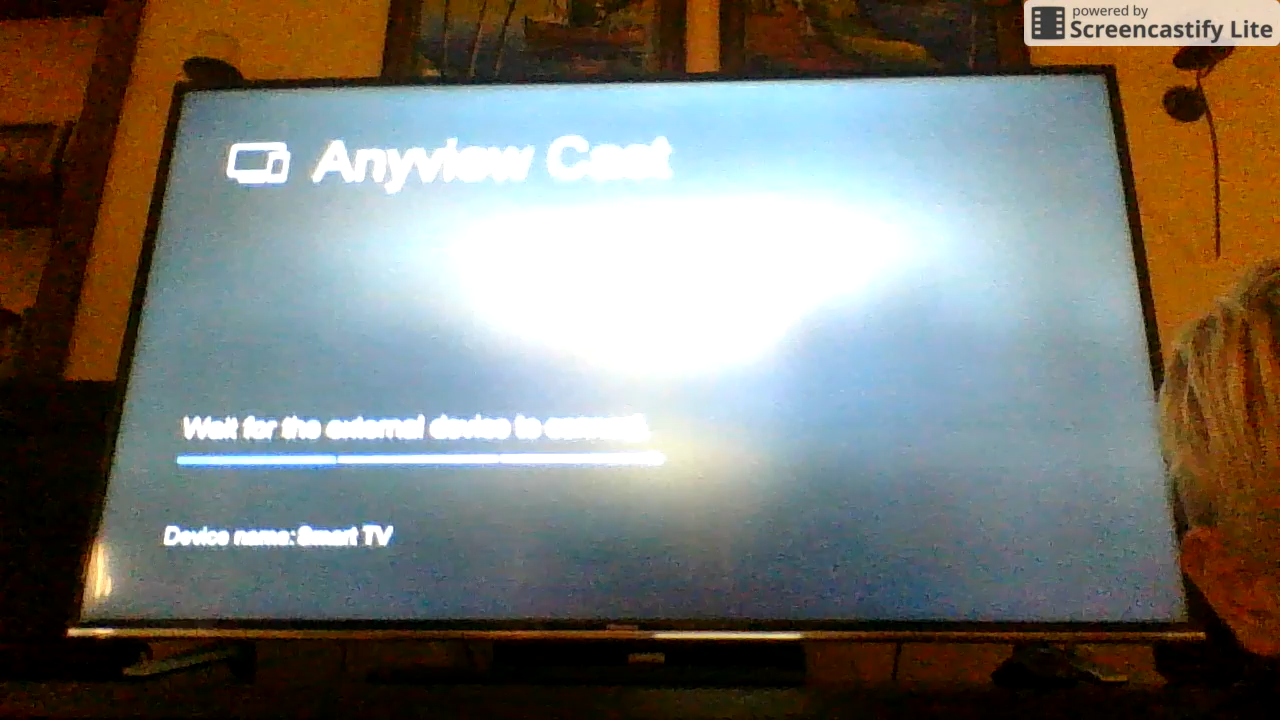 powered by
Screencastify Lite
Anyview Cast
Wait for the external device to connect.
Device name: Smart TV